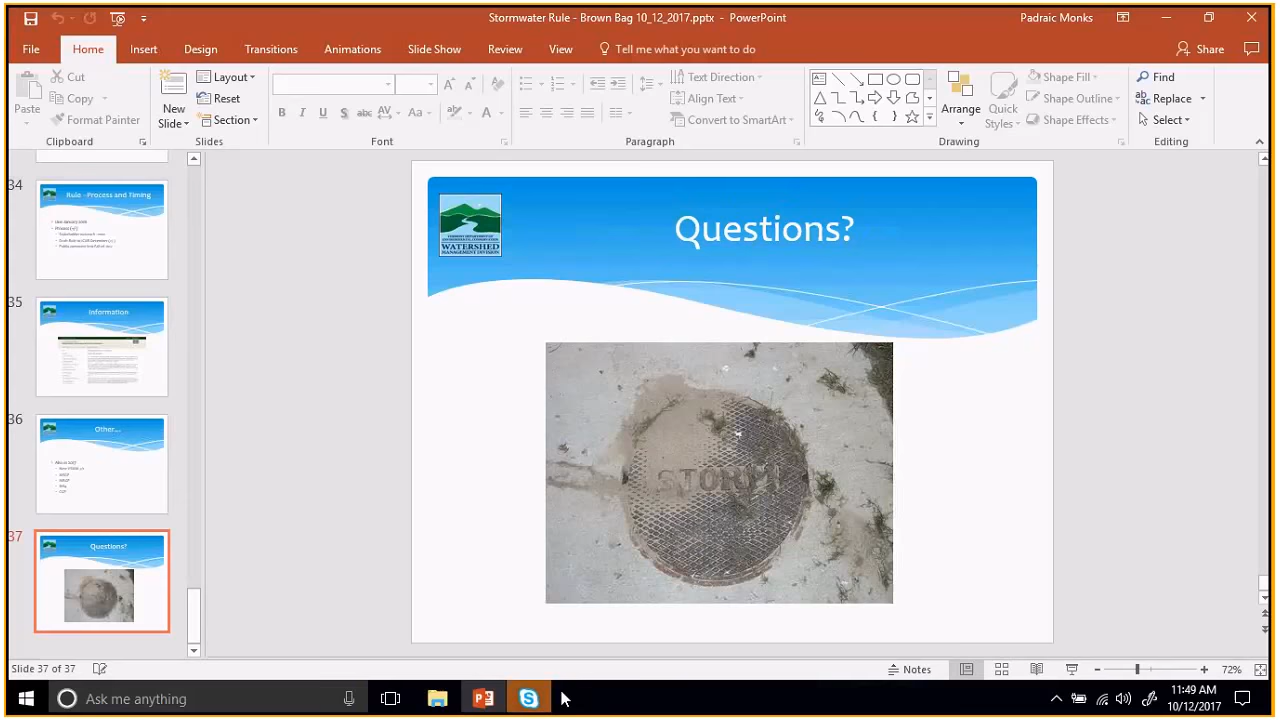 Stormwater Rule - Brown Bag 10_12_2017.pptx - PowerPoint
Padraic Monks
File Home Insert Design Transitions Animations Slide Show Review View Tell me what you want to do
Share
Paste
Cut
Copy
Format Painter
Clipboard
New Slide
Layout
Reset
Section
Slides
B I U S abc AV Aa A
Font
Text Direction
Align Text
Convert to SmartArt
Paragraph
Arrange
Quick Styles
Shape Fill
Shape Outline
Shape Effects
Drawing
Find
Replace
Select
Editing
34
Rule - Process and Timing
35
Information
36
Other...
37
Questions?
WATERSHED
MANAGEMENT DIVISION
Questions?
STORM
Slide 37 of 37
Notes
72%
Ask me anything
11:49 AM
10/12/2017